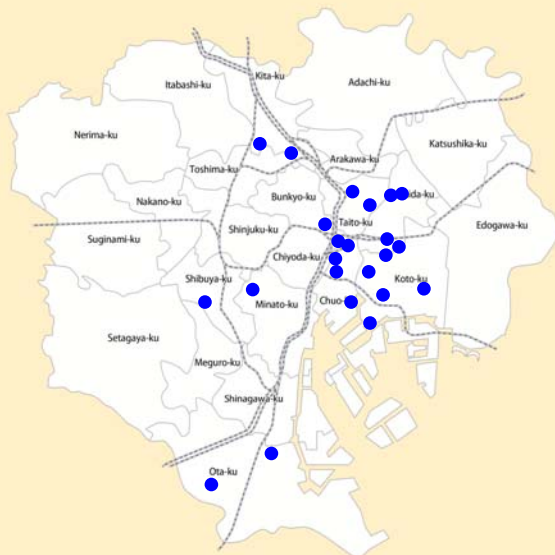 Kita-ku
Itabashi-ku
Adachi-ku
Nerima-ku
Katsushika-ku
Arakawa-ku
Toshima-ku
Bunkyo-ku
da-ku
Nakano-ku
Taito-ku
Edogawa-ku
Shinjuku-ku
Suginami-ku
Chiyoda-ku
Shibuya-ku
Koto-ku
Minato-ku
Chuo-
Setagaya-ku
Meguro-ku
Shinagawa-ku
Ota-ku